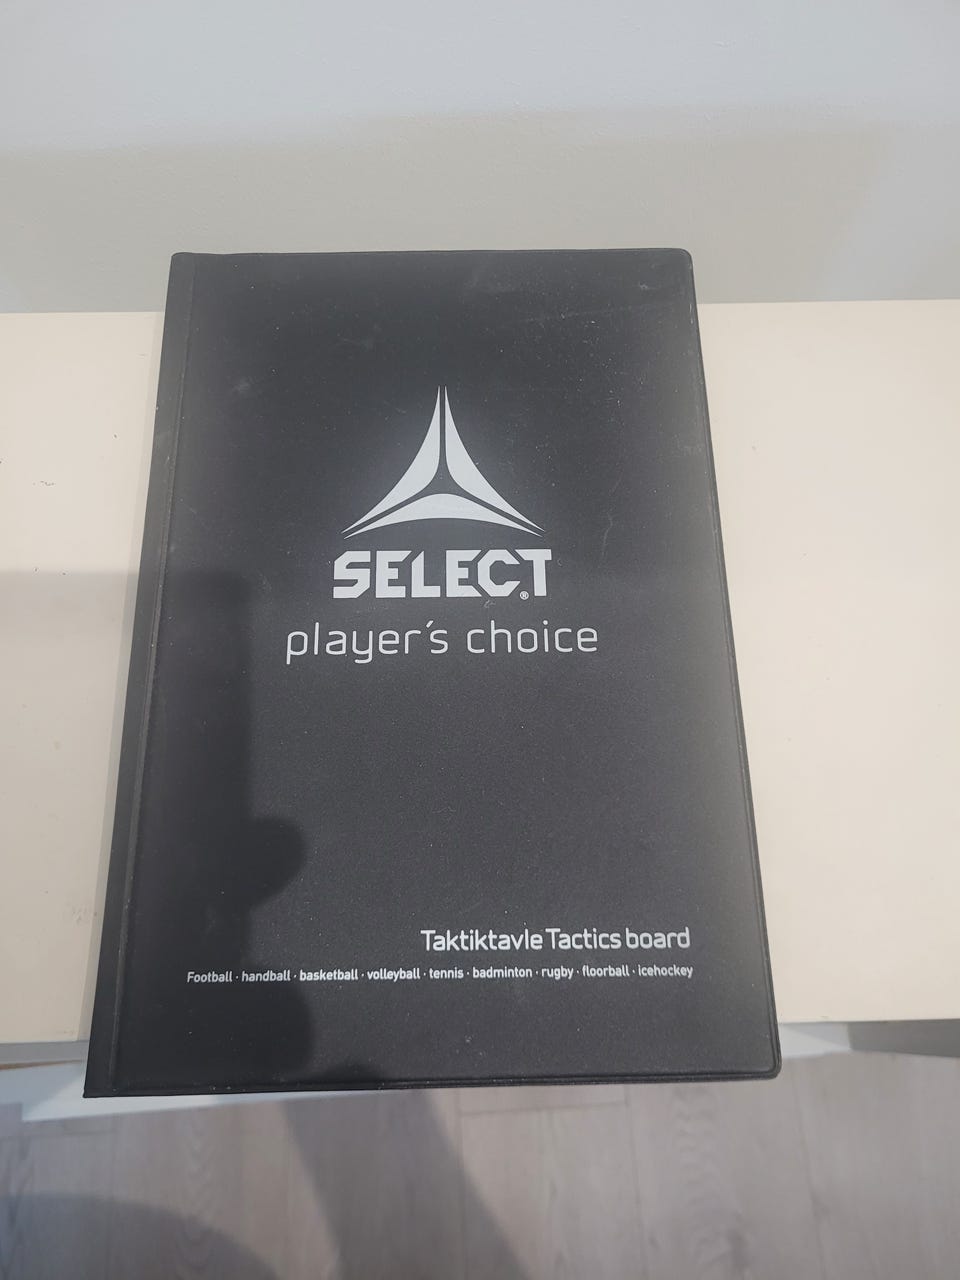 SELECT®
player´s choice
Taktiktavle Tactics board
Football · handball · basketball · volleyball · tennis · badminton · rugby · floorball · icehockey